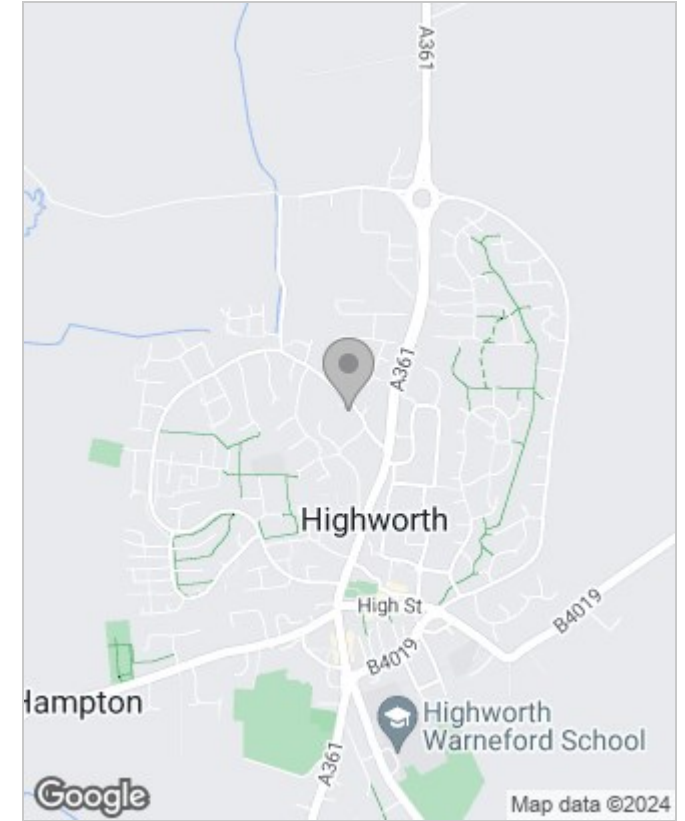 A361
A361
Highworth
High St
B4019
B4019
Hampton
Highworth
Warneford School
A361
Google
Map data ©2024